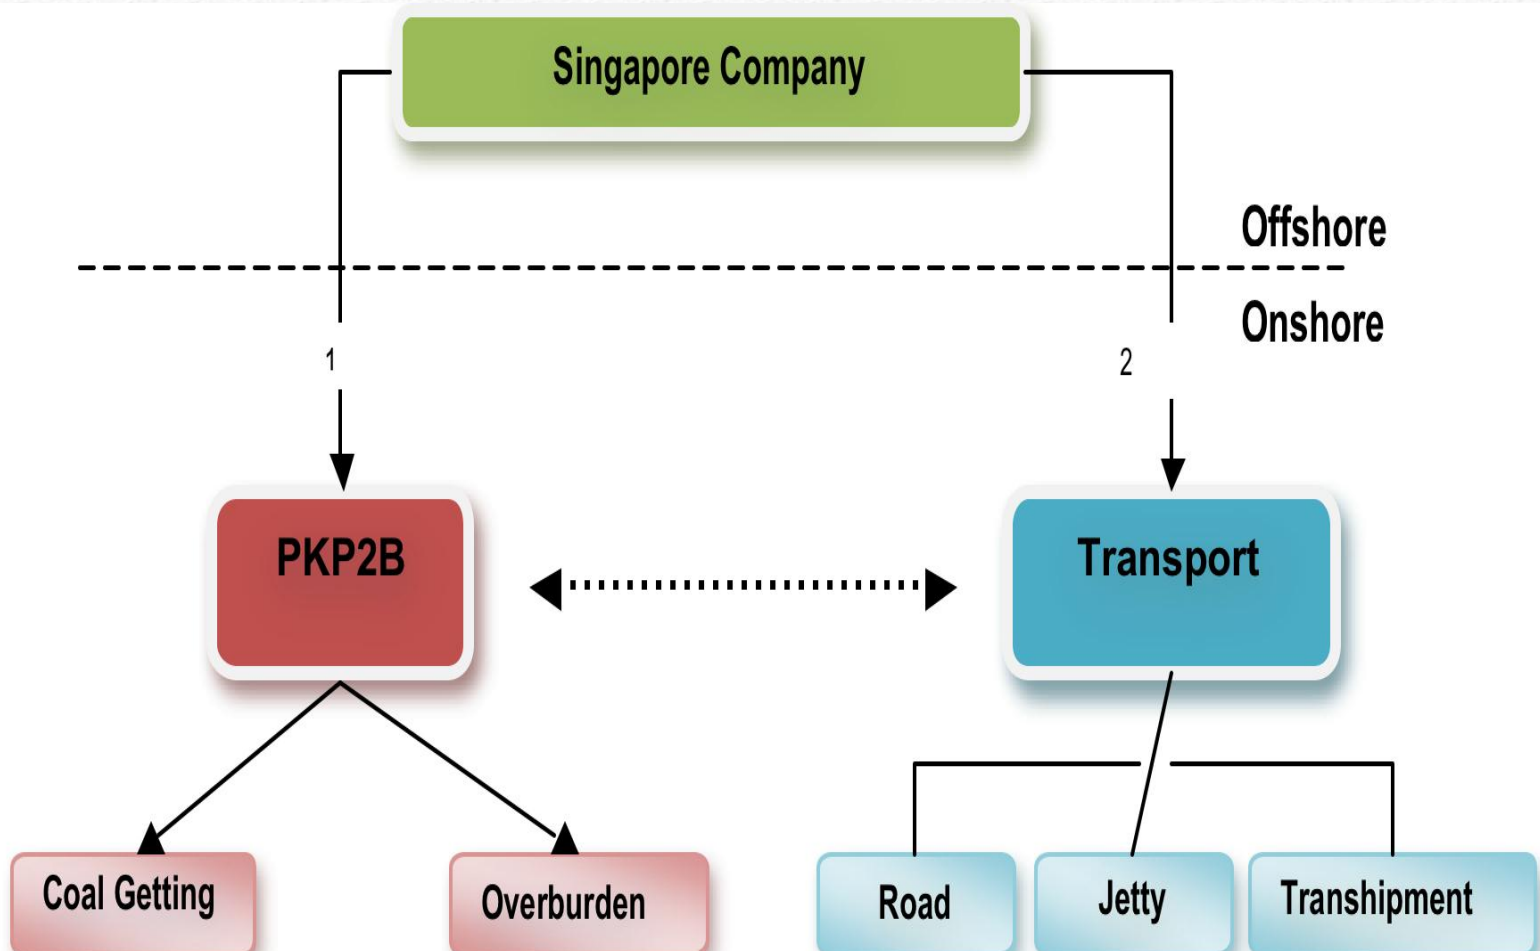 Singapore Company
Offshore
Onshore
1
2
PKP2B
Transport
Coal Getting
Overburden
Road
Jetty
Transhipment